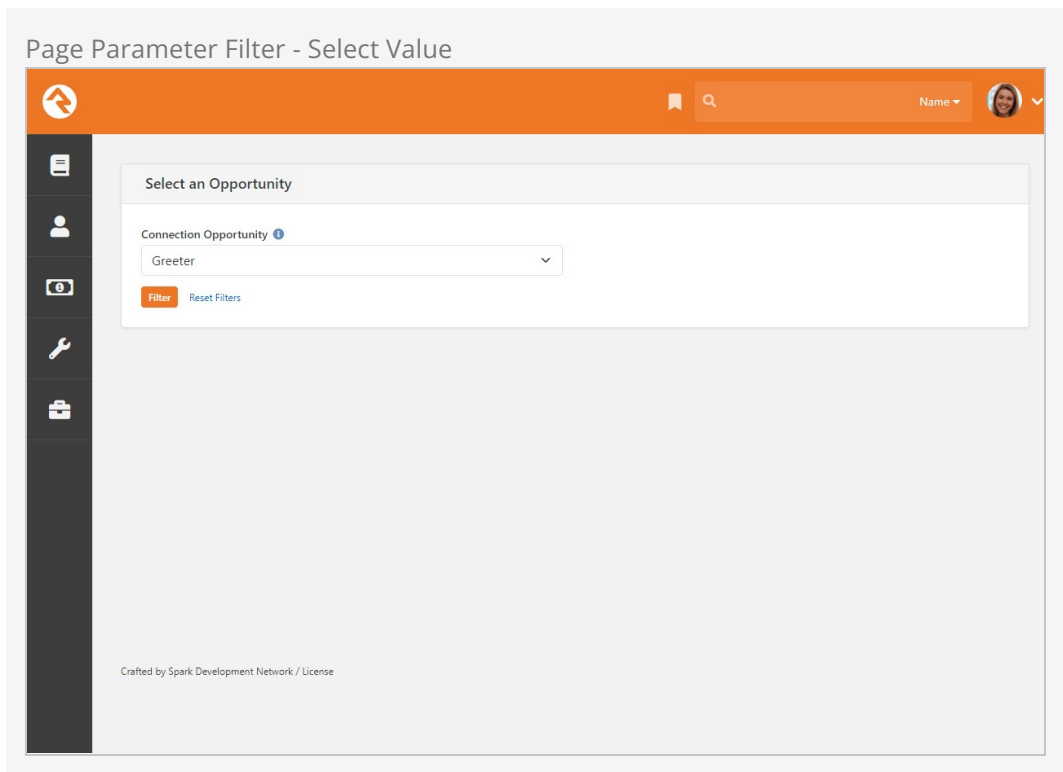 Page Parameter Filter - Select Value
Name
Select an Opportunity
Connection Opportunity
Greeter
Filter Reset Filters
Crafted by Spark Development Network / License